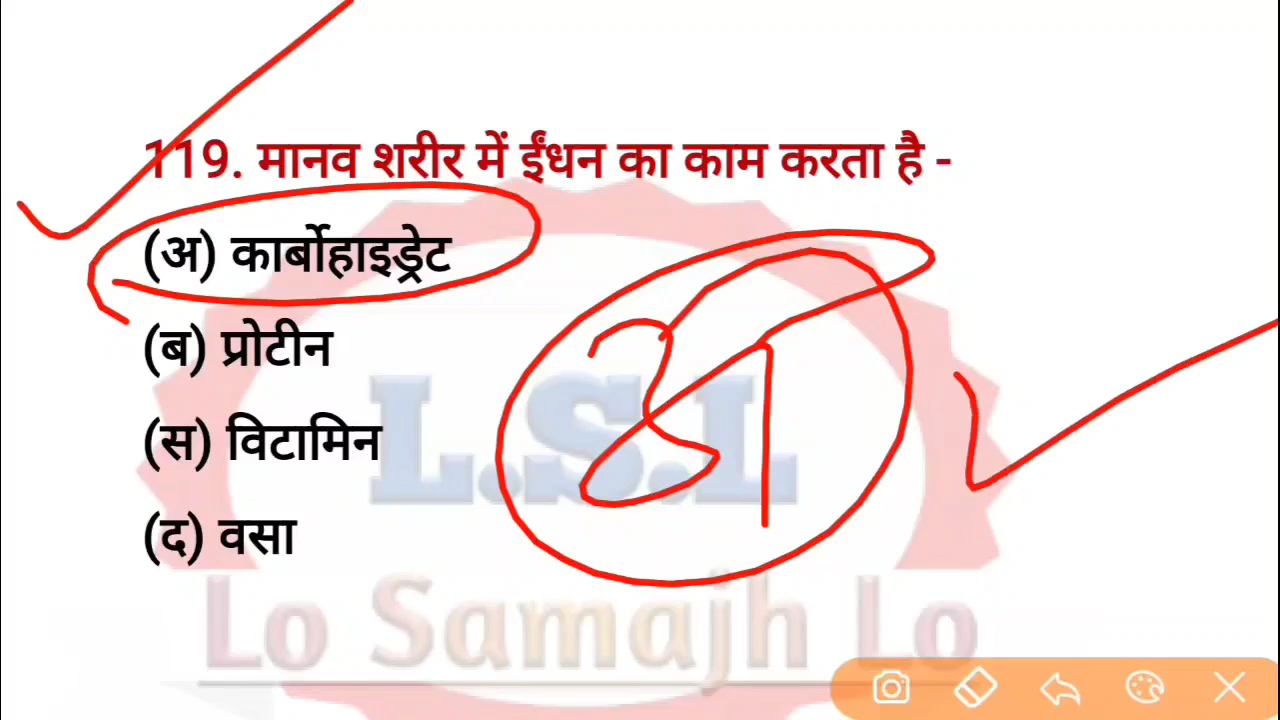 119. मानव शरीर में ईंधन का काम करता है -
(अ) कार्बोहाइड्रेट
(ब) प्रोटीन
(स) विटामिन
(द) वसा
अ
L.S.L
Lo Samajh Lo